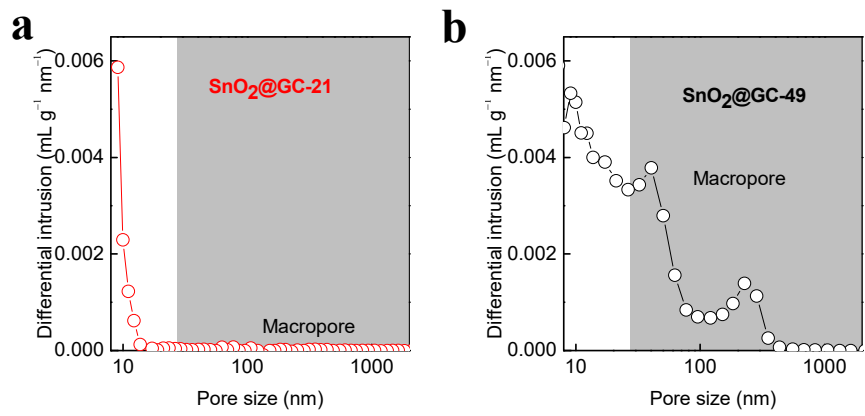 a
Differential intrusion (mL g⁻¹ nm⁻¹)
0.006
0.004
0.002
0.000
SnO₂@GC-21
Macropore
10 100 1000
Pore size (nm)
b
Differential intrusion (mL g⁻¹ nm⁻¹)
0.006
0.004
0.002
0.000
SnO₂@GC-49
Macropore
10 100 1000
Pore size (nm)